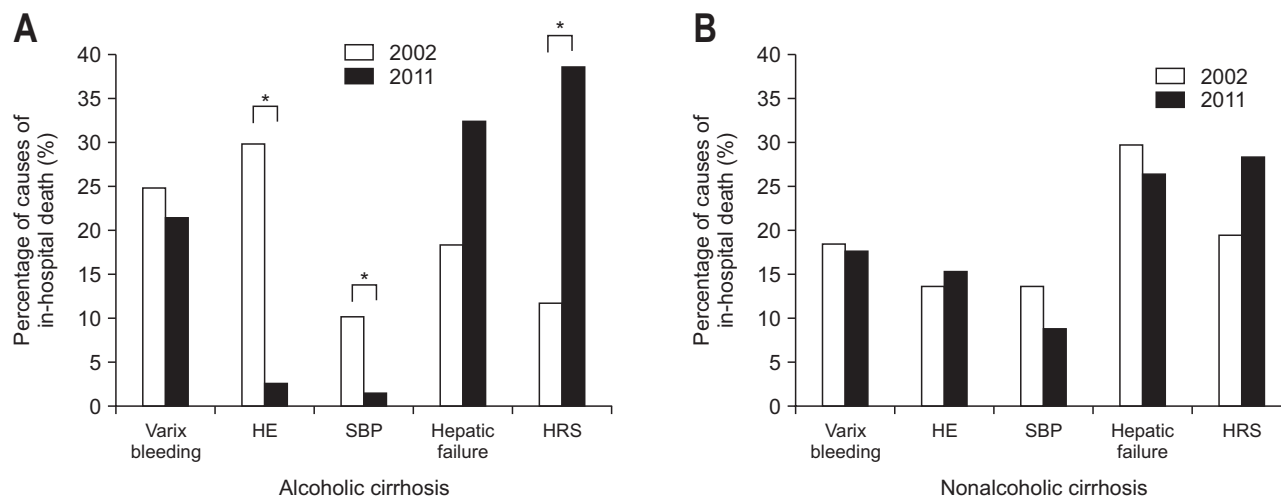 A
Percentage of causes of
in-hospital death (%)
40
35
30
25
20
15
10
5
0
2002
2011
*
*
*
Varix
bleeding
HE
SBP
Hepatic
failure
HRS
Alcoholic cirrhosis
B
Percentage of causes of
in-hospital death (%)
40
35
30
25
20
15
10
5
0
2002
2011
Varix
bleeding
HE
SBP
Hepatic
failure
HRS
Nonalcoholic cirrhosis